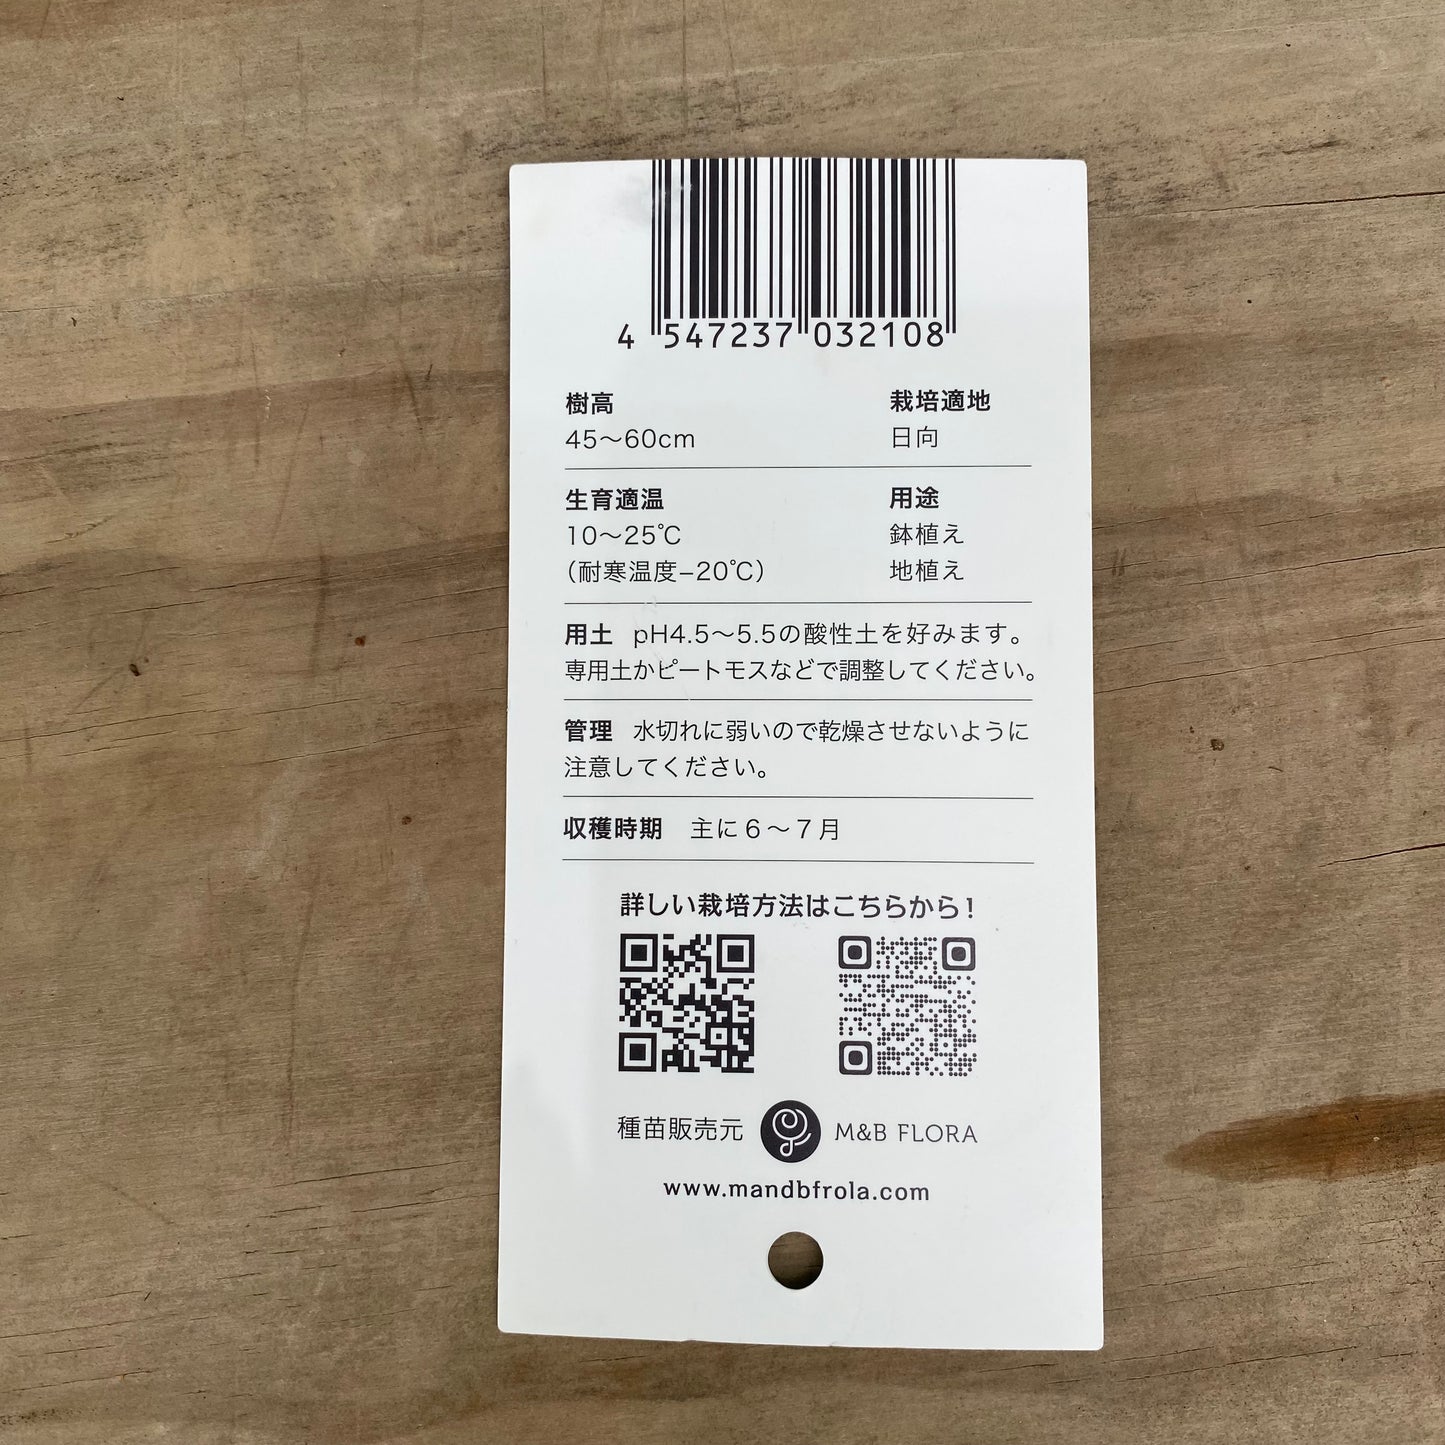 4 547237 032108
樹高 栽培適地
45～60cm 日向
生育適温 用途
10～25℃ 鉢植え
（耐寒温度−20℃） 地植え
用土 pH4.5～5.5の酸性土を好みます。
専用土かピートモスなどで調整してください。
管理 水切れに弱いので乾燥させないように
注意してください。
収穫時期 主に６～７月
詳しい栽培方法はこちらから！
種苗販売元 M&B FLORA
www.mandbfrola.com